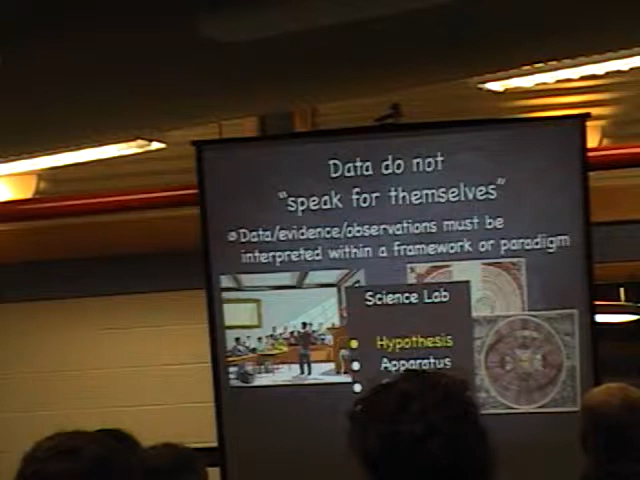 Data do not
"speak for themselves"
Data/evidence/observations must be
interpreted within a framework or paradigm
Science Lab
Hypothesis
Apparatus